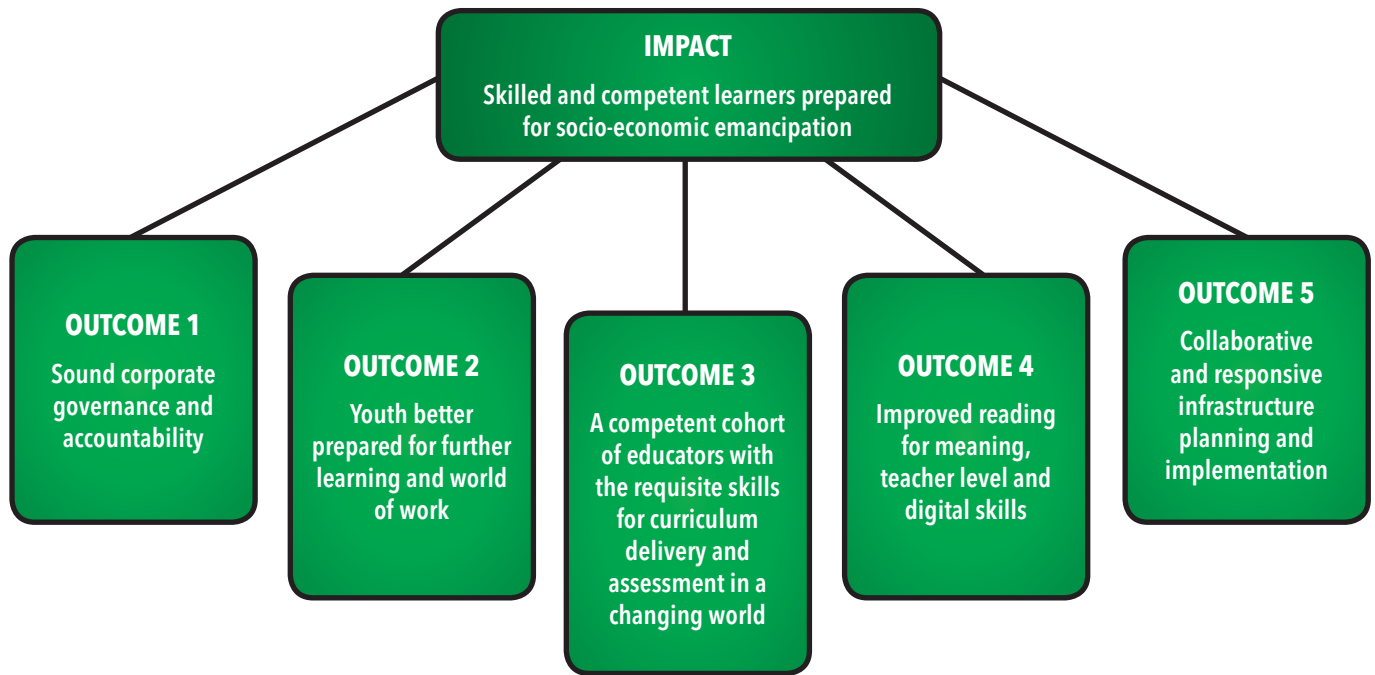 IMPACT
Skilled and competent learners prepared
for socio-economic emancipation
OUTCOME 1
Sound corporate
governance and
accountability
OUTCOME 2
Youth better
prepared for further
learning and world
of work
OUTCOME 3
A competent cohort
of educators with
the requisite skills
for curriculum
delivery and
assessment in a
changing world
OUTCOME 4
Improved reading
for meaning,
teacher level and
digital skills
OUTCOME 5
Collaborative
and responsive
infrastructure
planning and
implementation